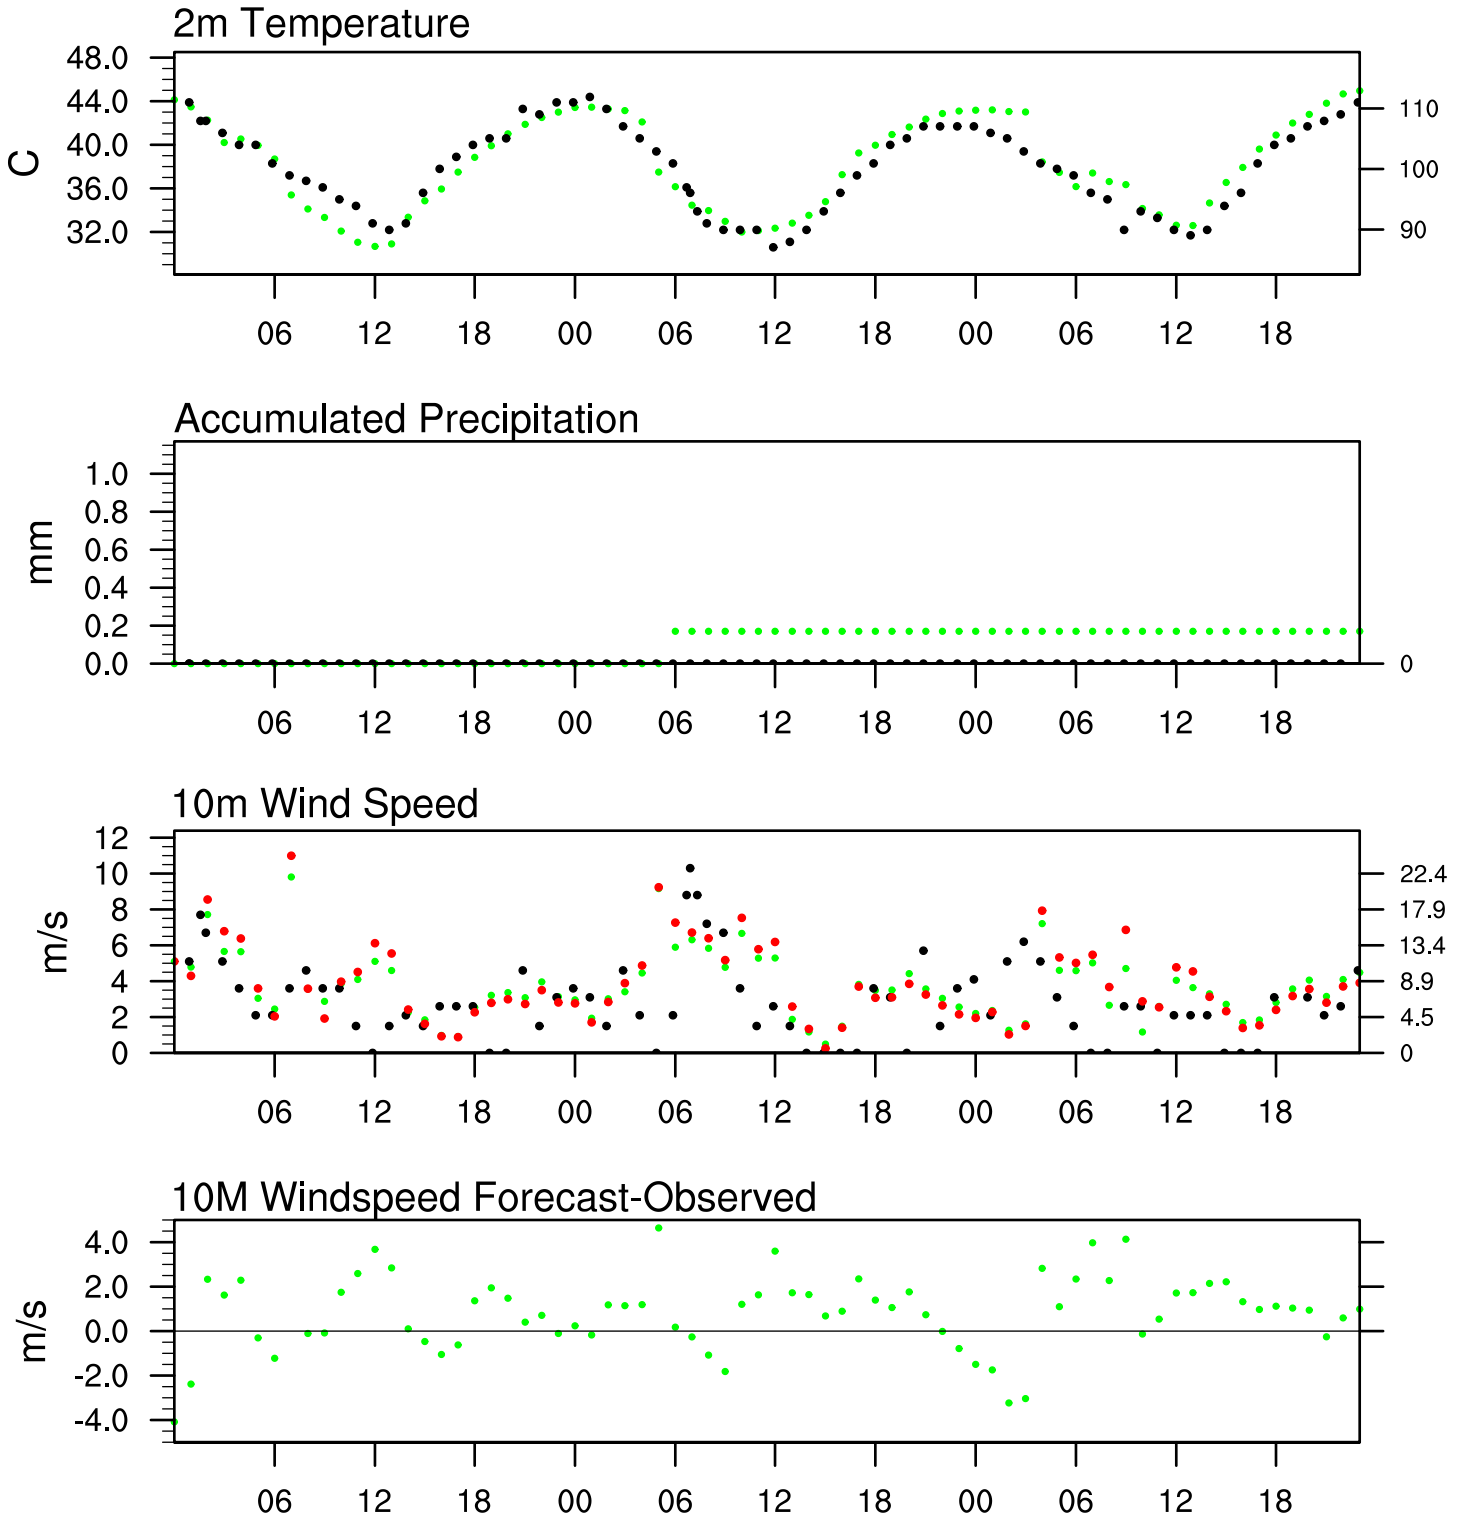 2m Temperature
48.0
44.0 110
40.0
C 100
36.0
32.0 90
06 12 18 00 06 12 18 00 06 12 18
Accumulated Precipitation
1.0
0.8
mm 0.6
0.4
0.2
0.0 0
06 12 18 00 06 12 18 00 06 12 18
10m Wind Speed
12
10 22.4
8 17.9
m/s 6 13.4
4 8.9
2 4.5
0 0
06 12 18 00 06 12 18 00 06 12 18
10M Windspeed Forecast-Observed
4.0
2.0
m/s 0.0
-2.0
-4.0
06 12 18 00 06 12 18 00 06 12 18